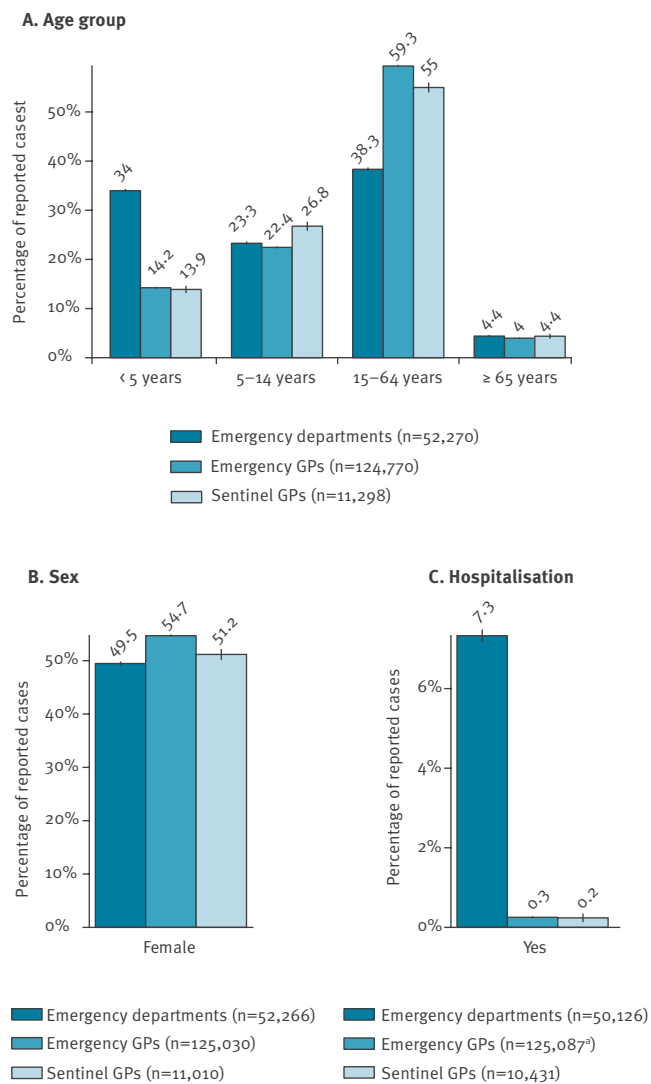 A. Age group
Percentage of reported casest
50%
40%
30%
20%
10%
0%
34
14.2
13.9
23.3
22.4
26.8
38.3
59.3
55
4.4
4
4.4
< 5 years
5–14 years
15–64 years
≥ 65 years
Emergency departments (n=52,270)
Emergency GPs (n=124,770)
Sentinel GPs (n=11,298)
B. Sex
Percentage of reported cases
50%
40%
30%
20%
10%
0%
49.5
54.7
51.2
Female
Emergency departments (n=52,266)
Emergency GPs (n=125,030)
Sentinel GPs (n=11,010)
C. Hospitalisation
Percentage of reported cases
6%
4%
2%
0%
7.3
0.3
0.2
Yes
Emergency departments (n=50,126)
Emergency GPs (n=125,087ª)
Sentinel GPs (n=10,431)